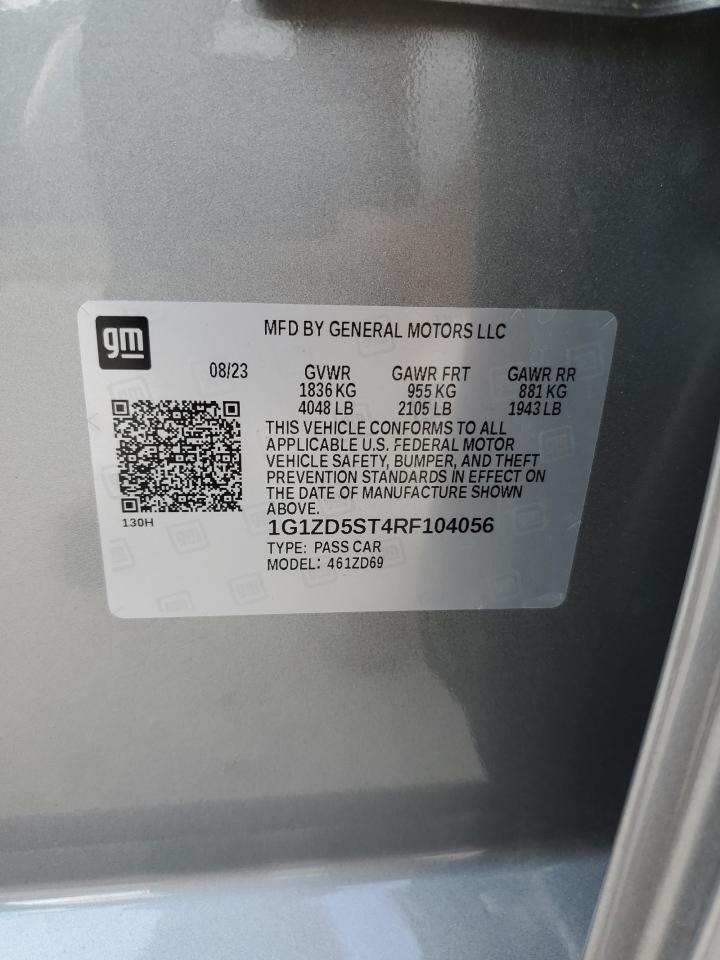 gm
MFD BY GENERAL MOTORS LLC
08/23 GVWR GAWR FRT GAWR RR
1836 KG 955 KG 881 KG
4048 LB 2105 LB 1943 LB
THIS VEHICLE CONFORMS TO ALL
APPLICABLE U.S. FEDERAL MOTOR
VEHICLE SAFETY, BUMPER, AND THEFT
PREVENTION STANDARDS IN EFFECT ON
THE DATE OF MANUFACTURE SHOWN
ABOVE.
130H
1G1ZD5ST4RF104056
TYPE: PASS CAR
MODEL: 461ZD69